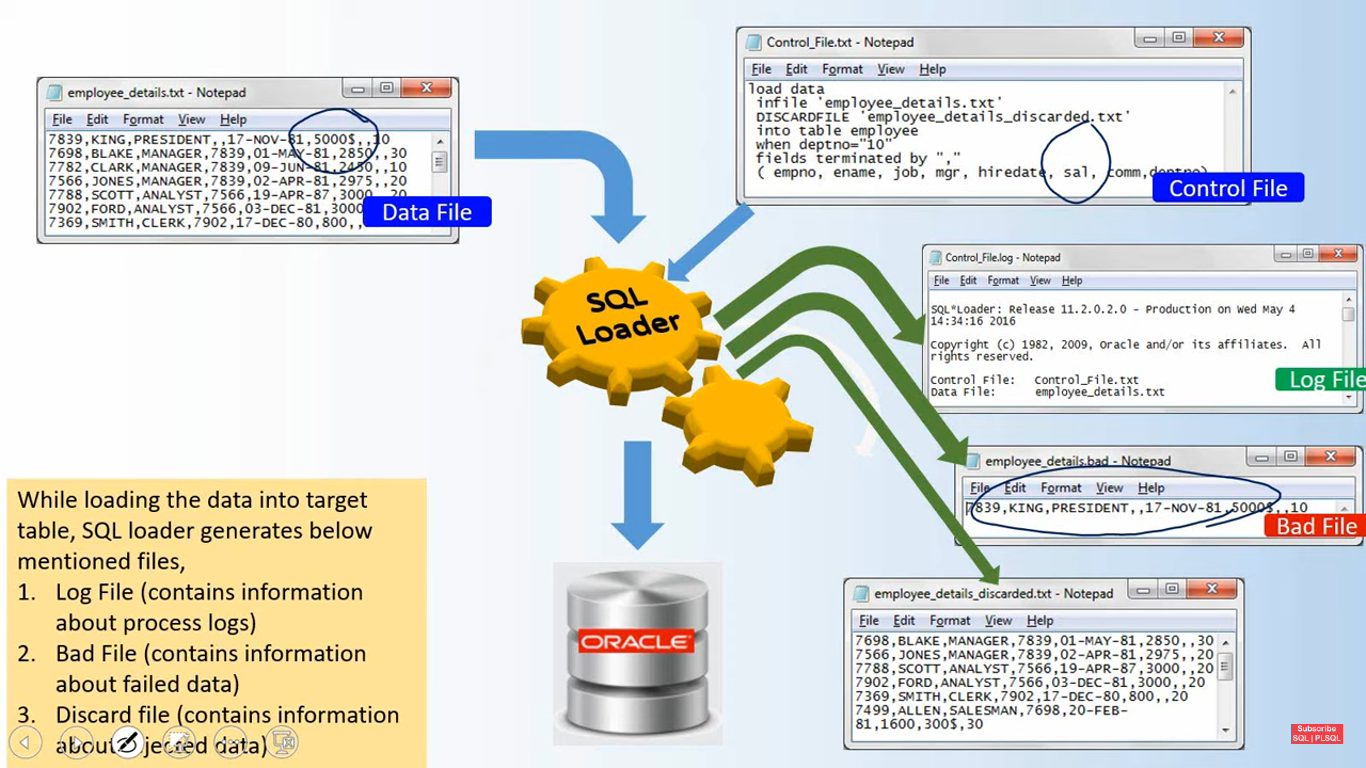 employee_details.txt - Notepad
File Edit Format View Help
7839,KING,PRESIDENT,,17-NOV-81,5000$,,10
7698,BLAKE,MANAGER,7839,01-MAY-81,2850,,30
7782,CLARK,MANAGER,7839,09-JUN-81,2450,,10
7566,JONES,MANAGER,7839,02-APR-81,2975,,20
7788,SCOTT,ANALYST,7566,19-APR-87,3000,,20
7902,FORD,ANALYST,7566,03-DEC-81,3000
7369,SMITH,CLERK,7902,17-DEC-80,800,,
Data File
Control_File.txt - Notepad
File Edit Format View Help
load data
infile 'employee_details.txt'
DISCARDFILE 'employee_details_discarded.txt'
into table employee
when deptno="10"
fields terminated by ","
( empno, ename, job, mgr, hiredate, sal, comm,deptno)
Control File
SQL
Loader
Control_File.log - Notepad
File Edit Format View Help
SQL*Loader: Release 11.2.0.2.0 - Production on Wed May 4
14:34:16 2016
Copyright (c) 1982, 2009, Oracle and/or its affiliates. All
rights reserved.
Control File: Control_File.txt
Data File: employee_details.txt
Log File
employee_details.bad - Notepad
File Edit Format View Help
7839,KING,PRESIDENT,,17-NOV-81,5000$,,10
Bad File
employee_details_discarded.txt - Notepad
File Edit Format View Help
7698,BLAKE,MANAGER,7839,01-MAY-81,2850,,30
7566,JONES,MANAGER,7839,02-APR-81,2975,,20
7788,SCOTT,ANALYST,7566,19-APR-87,3000,,20
7902,FORD,ANALYST,7566,03-DEC-81,3000,,20
7369,SMITH,CLERK,7902,17-DEC-80,800,,20
7499,ALLEN,SALESMAN,7698,20-FEB-
81,1600,300$,30
ORACLE
While loading the data into target
table, SQL loader generates below
mentioned files,
1. Log File (contains information
about process logs)
2. Bad File (contains information
about failed data)
3. Discard file (contains information
data)
Subscribe
SQL | PLSQL